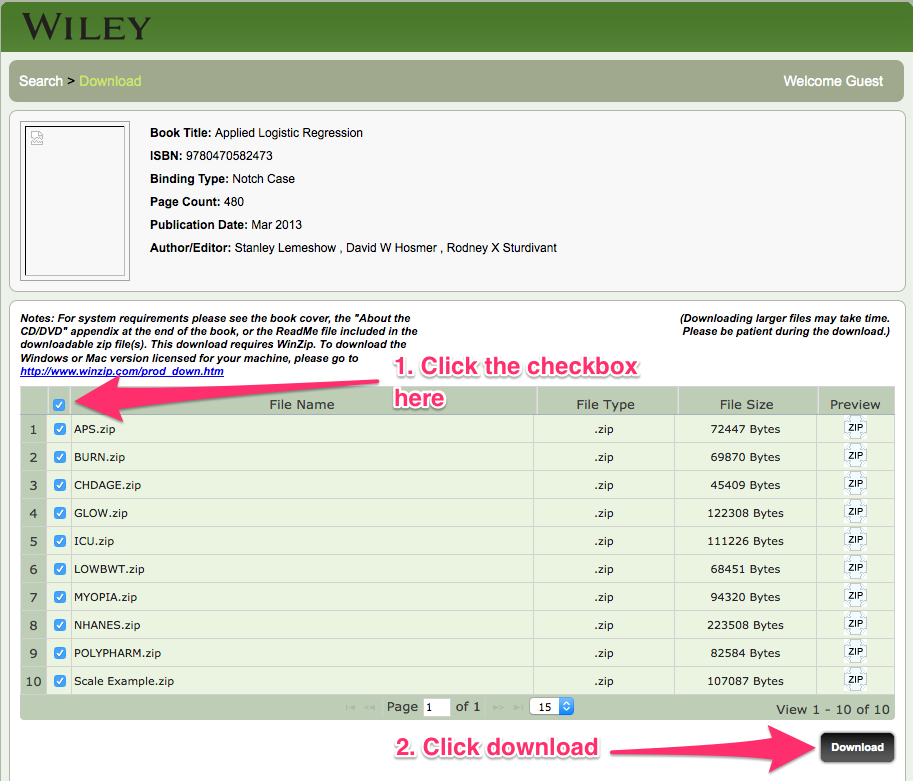 WILEY
Search > Download
Welcome Guest
Book Title: Applied Logistic Regression
ISBN: 9780470582473
Binding Type: Notch Case
Page Count: 480
Publication Date: Mar 2013
Author/Editor: Stanley Lemeshow , David W Hosmer , Rodney X Sturdivant
Notes: For system requirements please see the book cover, the "About the
CD/DVD" appendix at the end of the book, or the ReadMe file included in the
downloadable zip file(s). This download requires WinZip. To download the
Windows or Mac version licensed for your machine, please go to
http://www.winzip.com/prod_down.htm
(Downloading larger files may take time.
Please be patient during the download.)
1. Click the checkbox
here
File Name File Type File Size Preview
1 APS.zip .zip 72447 Bytes ZIP
2 BURN.zip .zip 69870 Bytes ZIP
3 CHDAGE.zip .zip 45409 Bytes ZIP
4 GLOW.zip .zip 122308 Bytes ZIP
5 ICU.zip .zip 111226 Bytes ZIP
6 LOWBWT.zip .zip 68451 Bytes ZIP
7 MYOPIA.zip .zip 94320 Bytes ZIP
8 NHANES.zip .zip 223508 Bytes ZIP
9 POLYPHARM.zip .zip 82584 Bytes ZIP
10 Scale Example.zip .zip 107087 Bytes ZIP
Page 1 of 1 15 View 1 - 10 of 10
2. Click download
Download